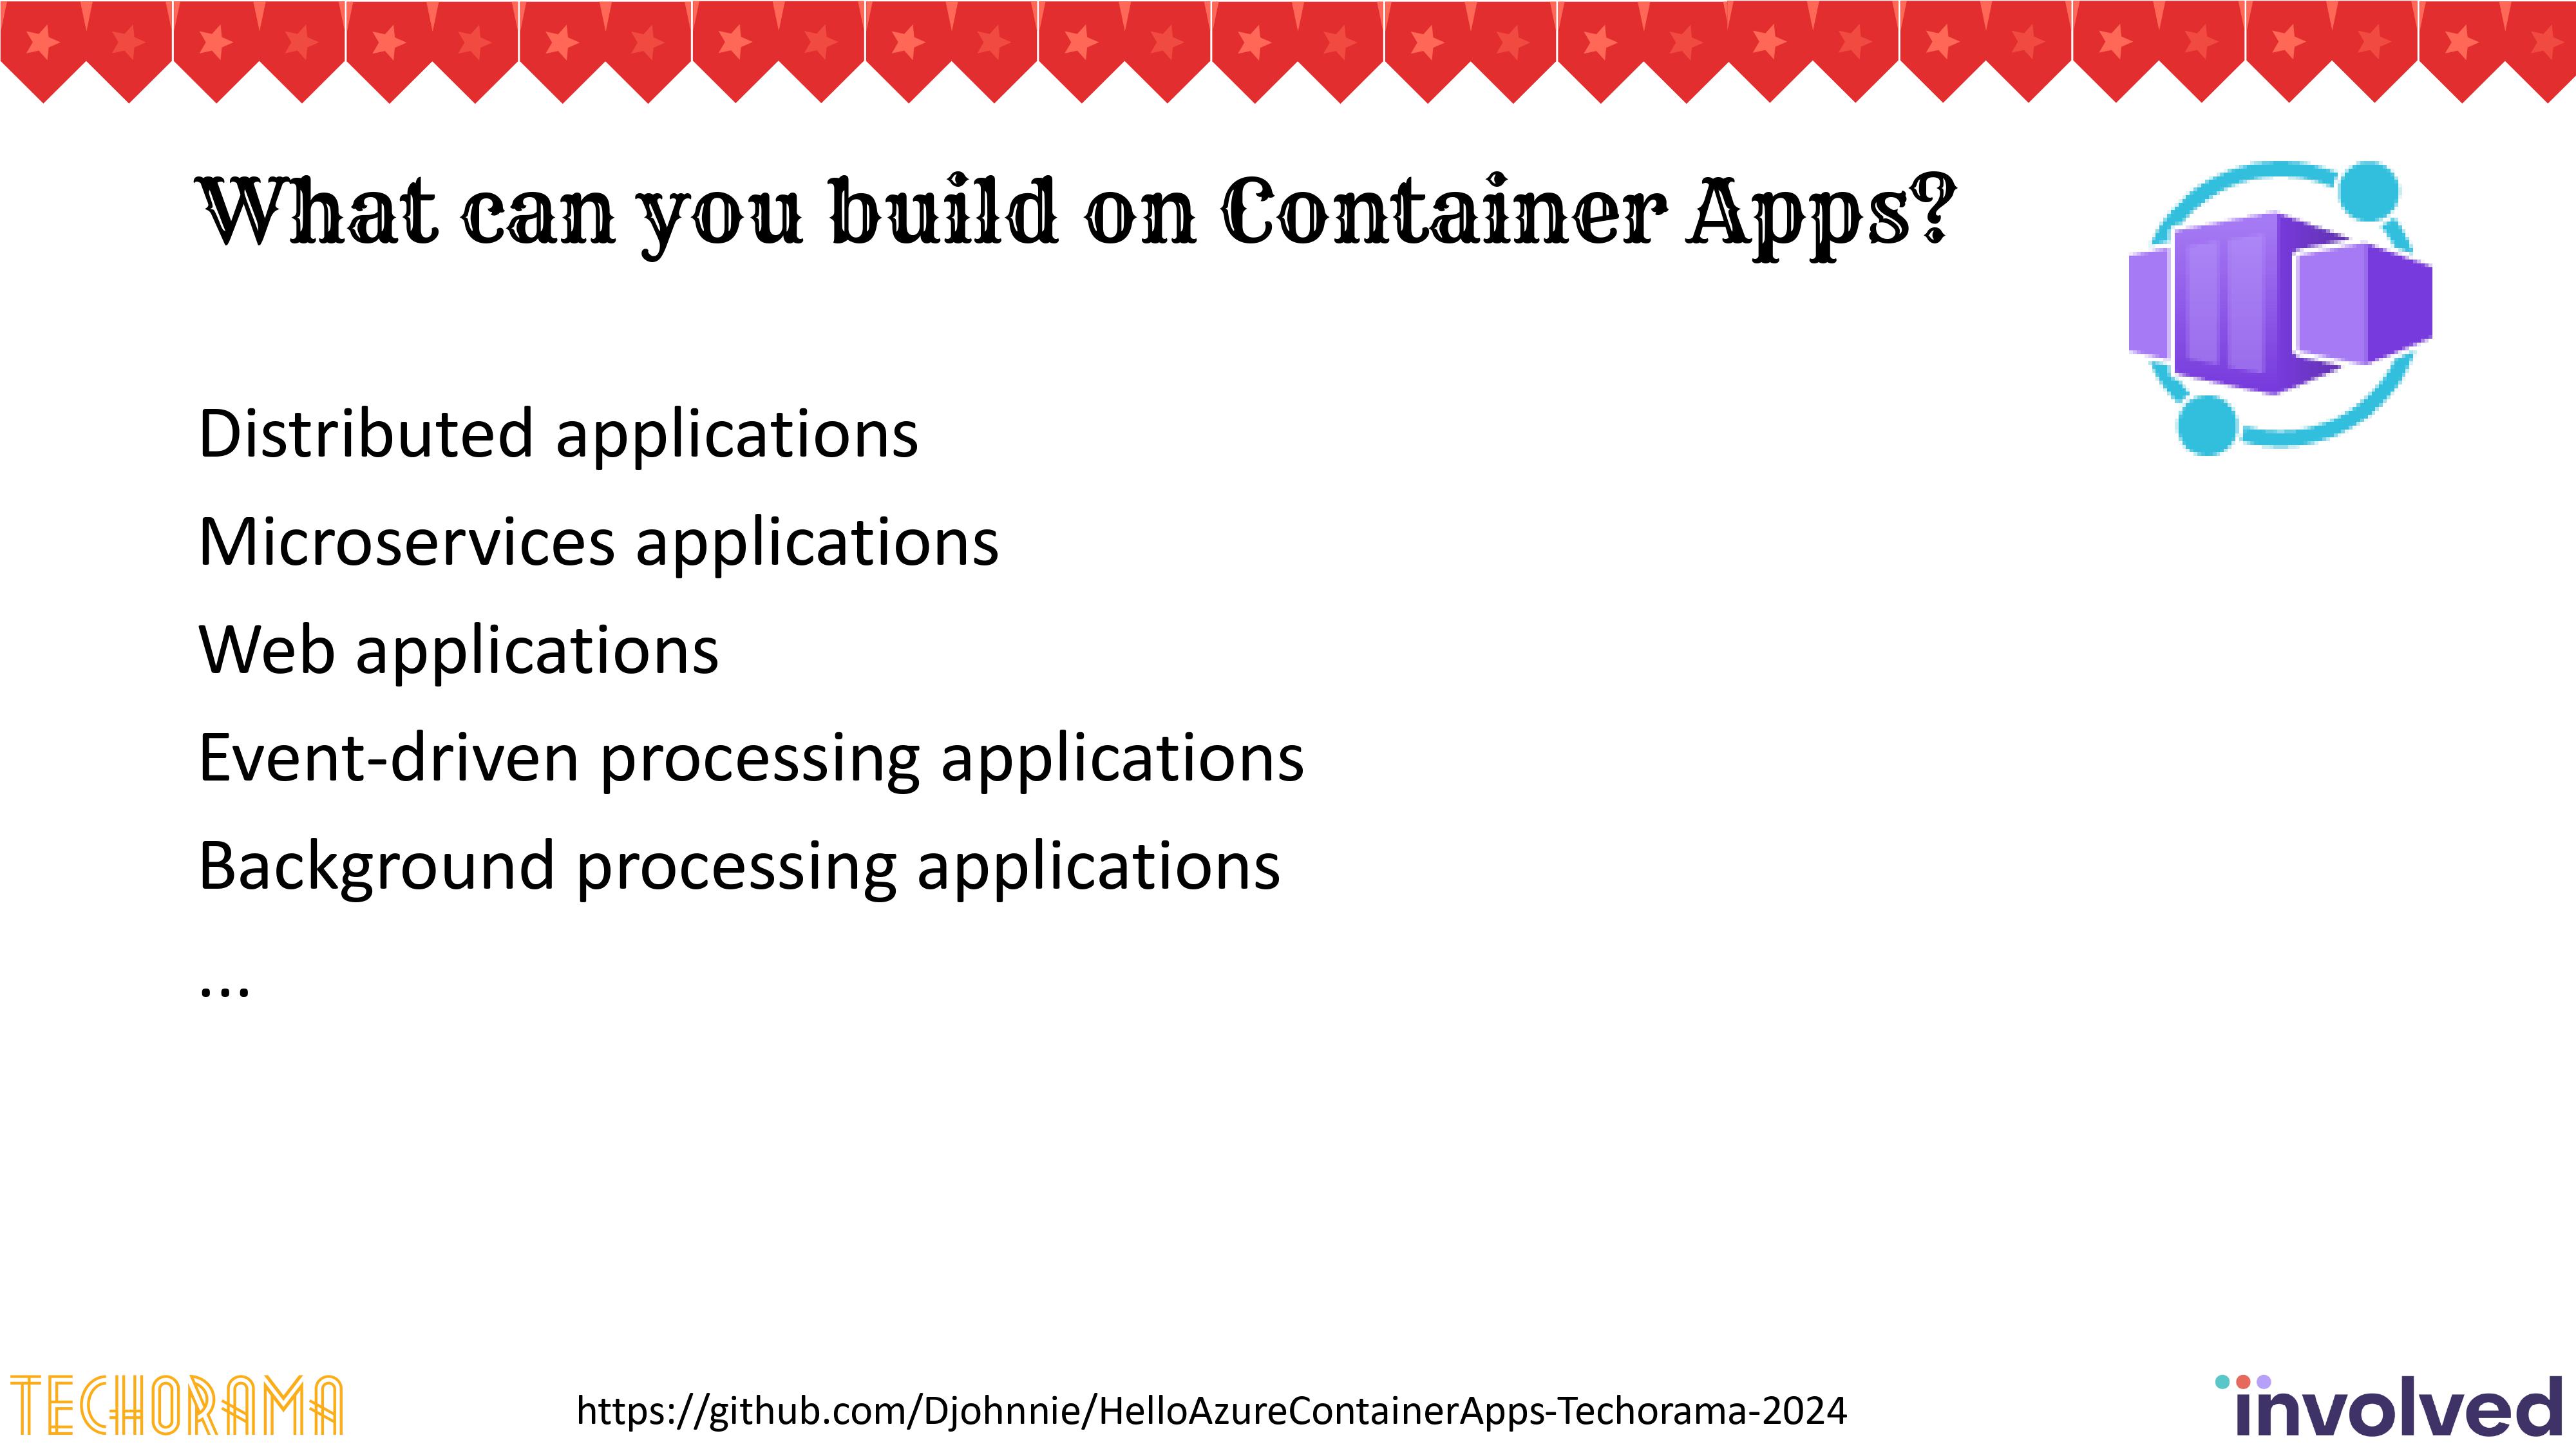 What can you build on Container Apps?
Distributed applications
Microservices applications
Web applications
Event-driven processing applications
Background processing applications
...
TECHORAMA
https://github.com/Djohnnie/HelloAzureContainerApps-Techorama-2024
involved